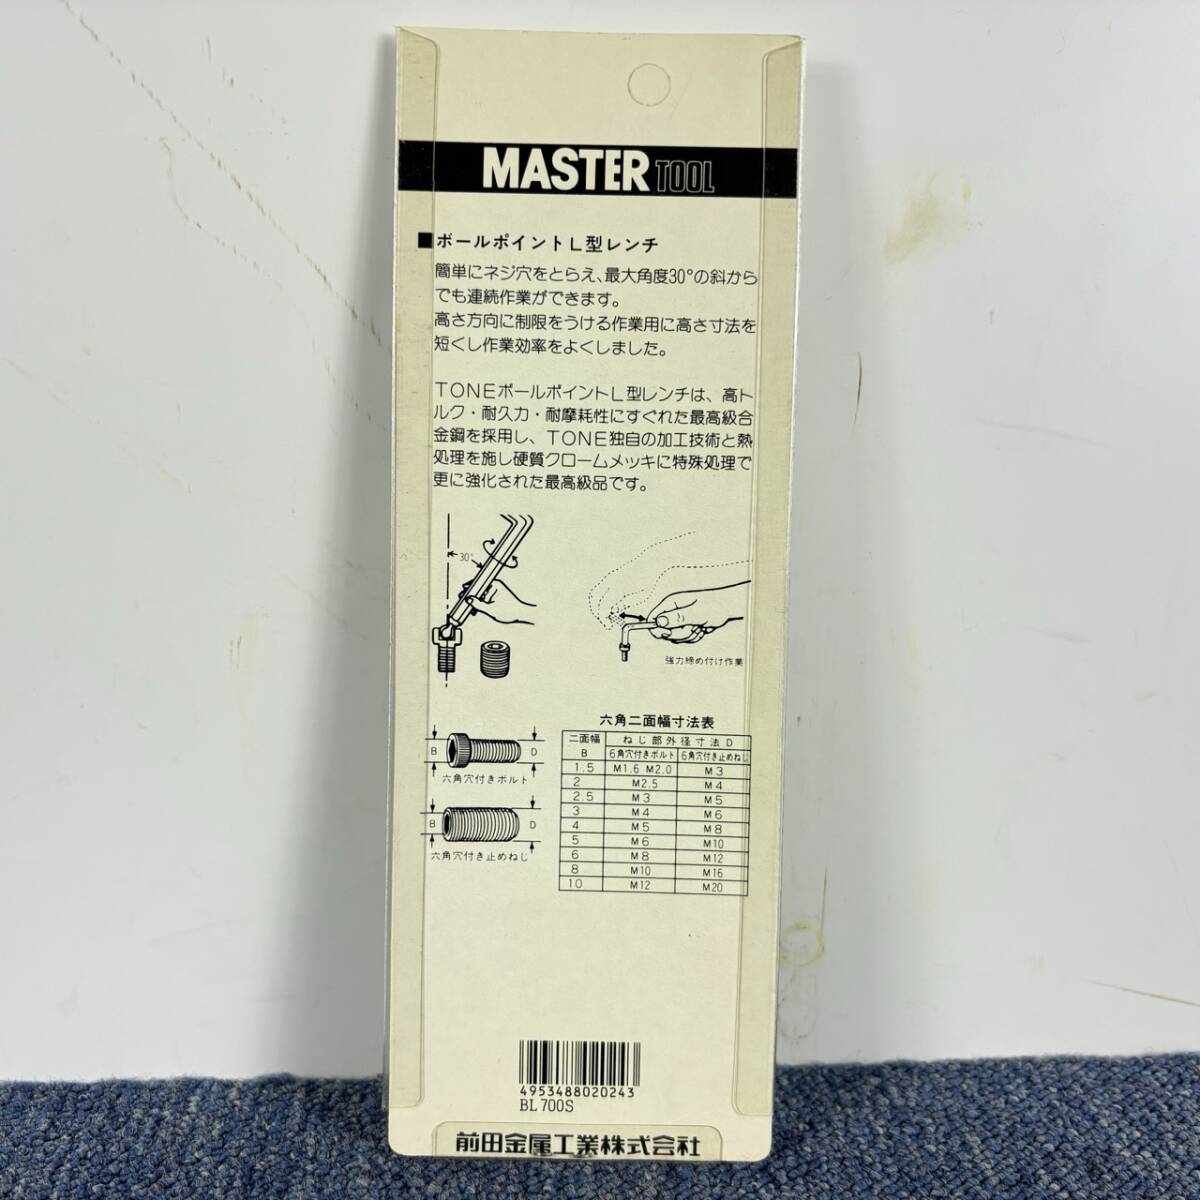 MASTER TOOL
■ボールポイントL型レンチ
簡単にネジ穴をとらえ、最大角度30°の斜から
でも連続作業ができます。
高さ方向に制限をうける作業用に高さ寸法を
短くし作業効率をよくしました。
TONEボールポイントL型レンチは、高ト
ルク・耐久力・耐摩耗性にすぐれた最高級合
金鋼を採用し、TONE独自の加工技術と熱
処理を施し硬質クロームメッキに特殊処理で
更に強化された最高級品です。
30°
強力締め付け作業
B D
六角穴付きボルト
B D
六角穴付き止めねじ
六角二面幅寸法表
二面幅 B ねじ部外径寸法D
6角穴付きボルト 6角穴付き止めねじ
1.5 M1.6 M2.0 M3
2 M2.5 M4
2.5 M3 M5
3 M4 M6
4 M5 M8
5 M6 M10
6 M8 M12
8 M10 M16
10 M12 M20
4953488020243
BL700S
前田金属工業株式会社